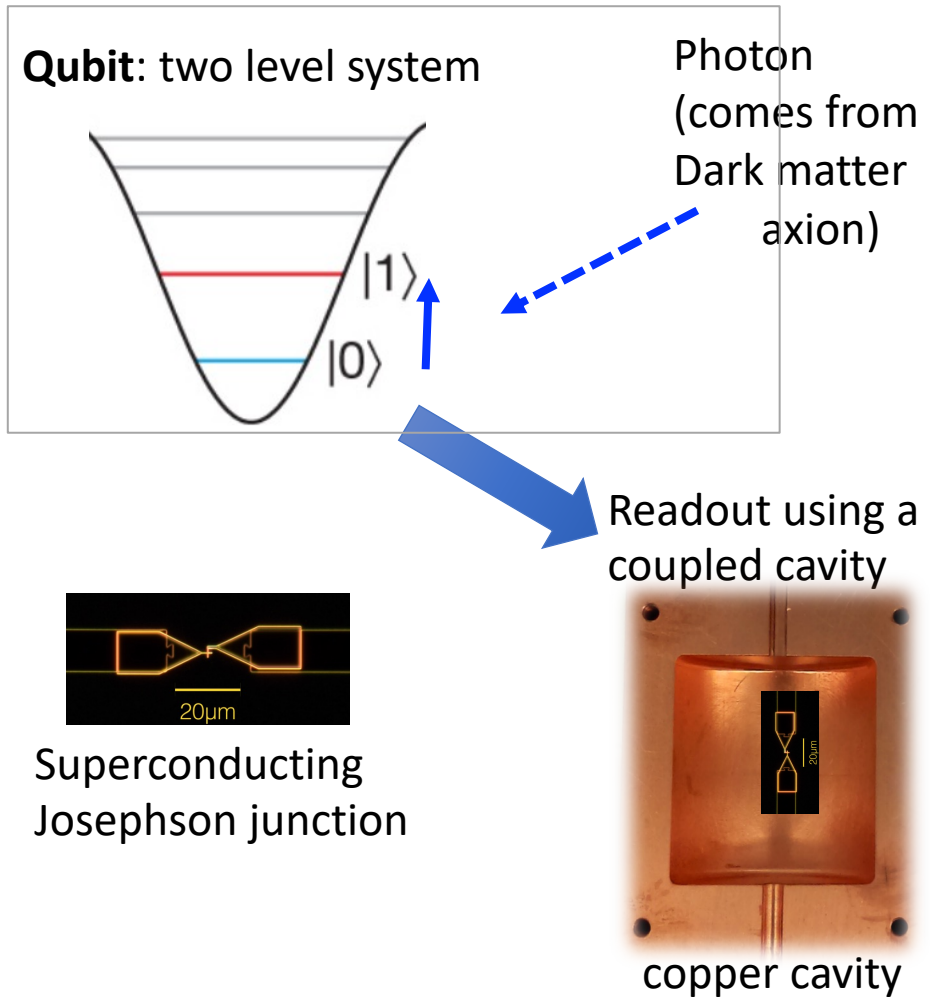 Qubit: two level system
Photon
(comes from
Dark matter
axion)
|1⟩
|0⟩
Readout using a
coupled cavity
20μm
Superconducting
Josephson junction
20μm
copper cavity